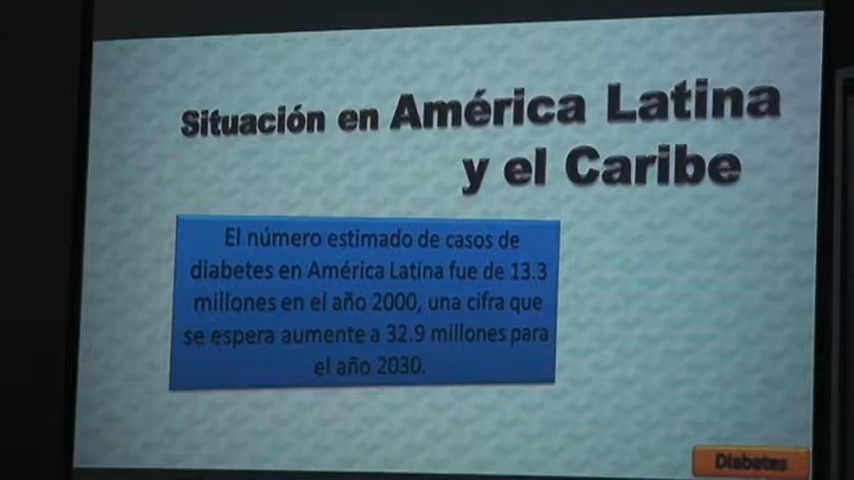 Situación en América Latina
y el Caribe
El número estimado de casos de
diabetes en América Latina fue de 13.3
millones en el año 2000, una cifra que
se espera aumente a 32.9 millones para
el año 2030.
Diabetes